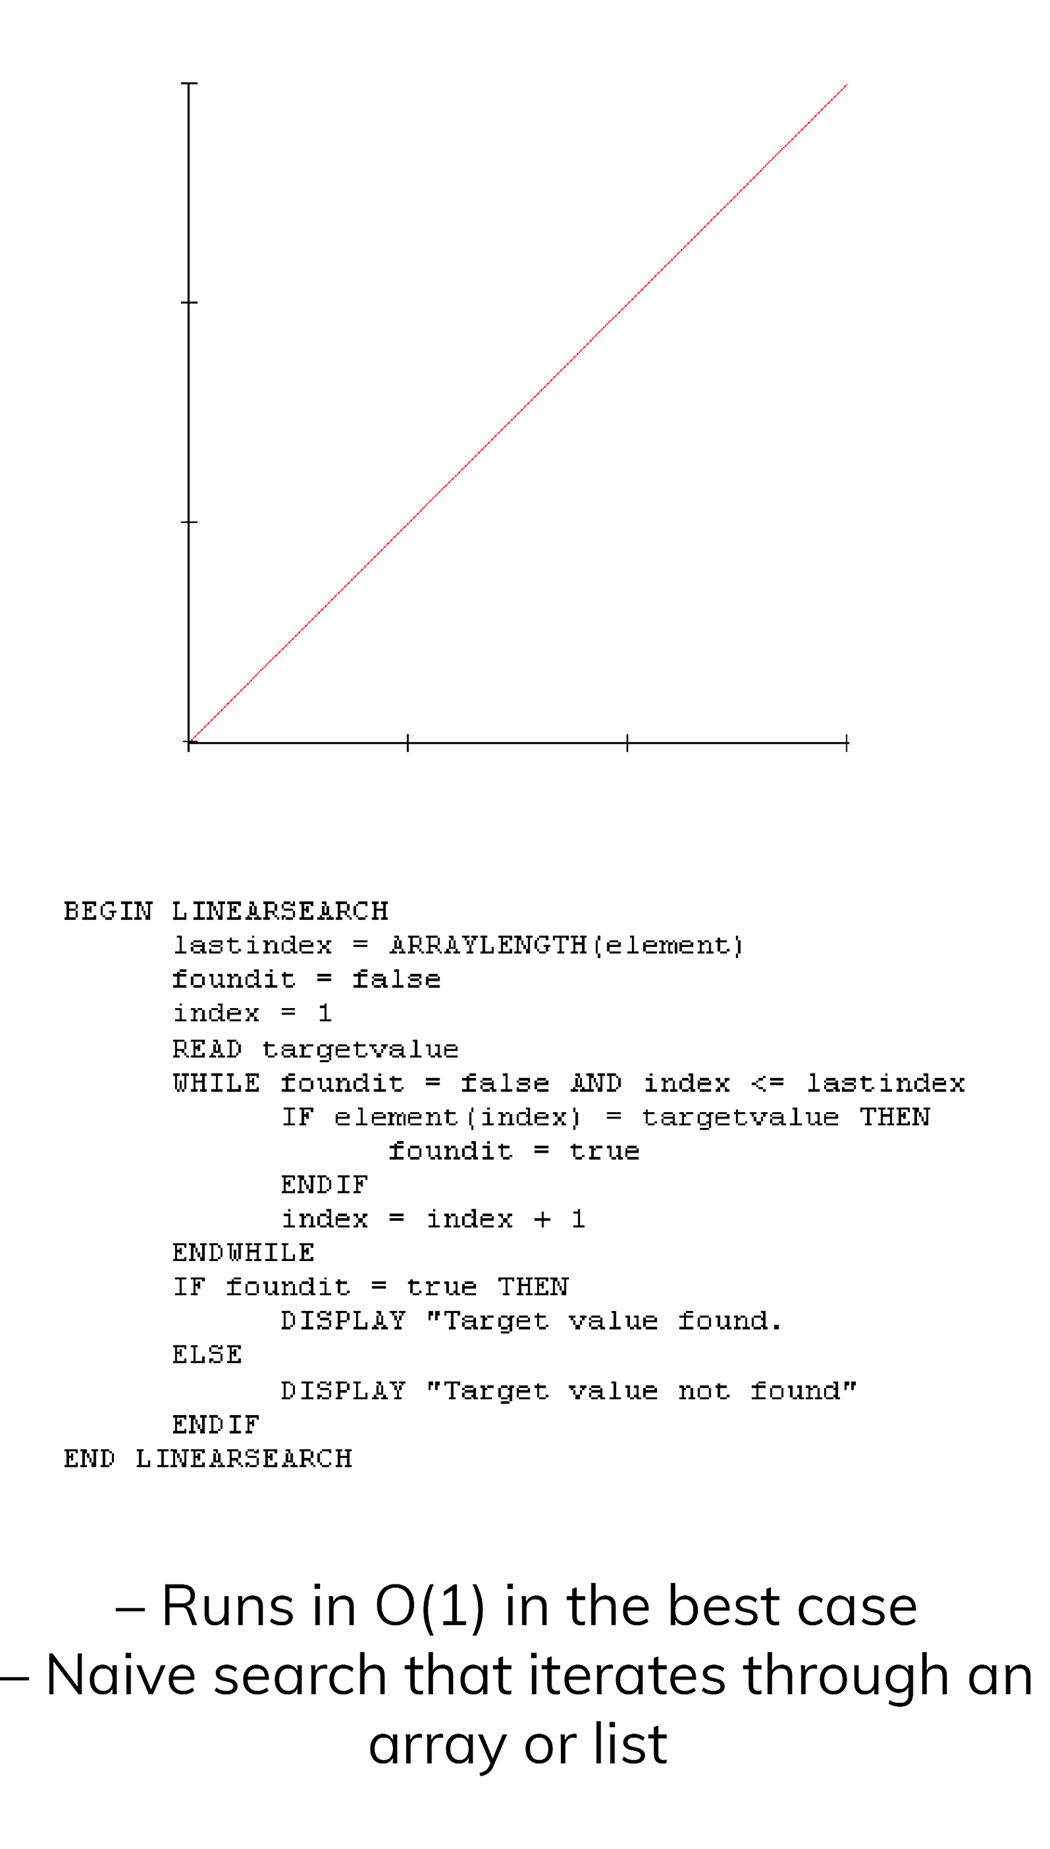 BEGIN LINEARSEARCH
lastindex = ARRAYLENGTH(element)
foundit = false
index = 1
READ targetvalue
WHILE foundit = false AND index <= lastindex
IF element(index) = targetvalue THEN
foundit = true
ENDIF
index = index + 1
ENDWHILE
IF foundit = true THEN
DISPLAY "Target value found.
ELSE
DISPLAY "Target value not found"
ENDIF
END LINEARSEARCH
– Runs in O(1) in the best case
– Naive search that iterates through an
array or list